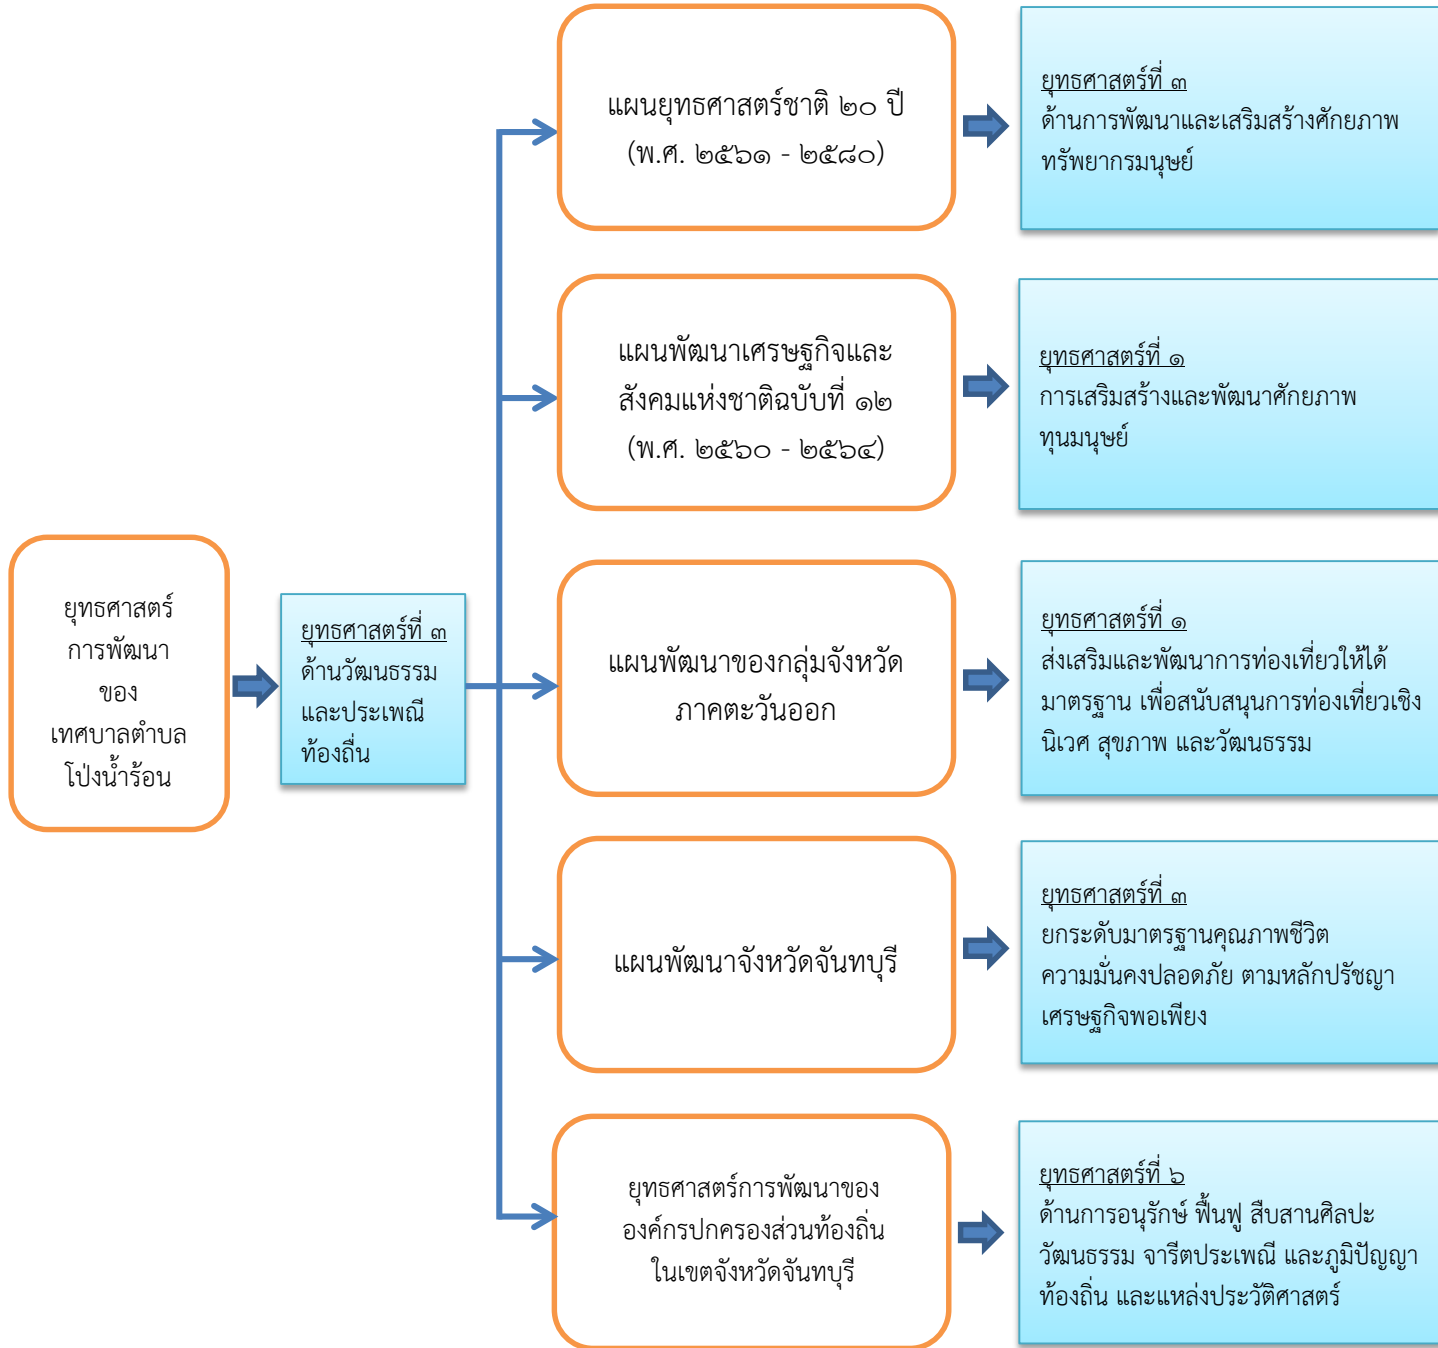 ยุทธศาสตร์
การพัฒนา
ของ
เทศบาลตำบล
โป่งน้ำร้อน
ยุทธศาสตร์ที่ ๓
ด้านวัฒนธรรม
และประเพณี
ท้องถื่น
แผนยุทธศาสตร์ชาติ ๒๐ ปี
(พ.ศ. ๒๕๖๑ - ๒๕๘๐)
ยุทธศาสตร์ที่ ๓
ด้านการพัฒนาและเสริมสร้างศักยภาพ
ทรัพยากรมนุษย์
แผนพัฒนาเศรษฐกิจและ
สังคมแห่งชาติฉบับที่ ๑๒
(พ.ศ. ๒๕๖๐ - ๒๕๖๔)
ยุทธศาสตร์ที่ ๑
การเสริมสร้างและพัฒนาศักยภาพ
ทุนมนุษย์
แผนพัฒนาของกลุ่มจังหวัด
ภาคตะวันออก
ยุทธศาสตร์ที่ ๑
ส่งเสริมและพัฒนาการท่องเที่ยวให้ได้
มาตรฐาน เพื่อสนับสนุนการท่องเที่ยวเชิง
นิเวศ สุขภาพ และวัฒนธรรม
แผนพัฒนาจังหวัดจันทบุรี
ยุทธศาสตร์ที่ ๓
ยกระดับมาตรฐานคุณภาพชีวิต
ความมั่นคงปลอดภัย ตามหลักปรัชญา
เศรษฐกิจพอเพียง
ยุทธศาสตร์การพัฒนาของ
องค์กรปกครองส่วนท้องถิ่น
ในเขตจังหวัดจันทบุรี
ยุทธศาสตร์ที่ ๖
ด้านการอนุรักษ์ ฟื้นฟู สืบสานศิลปะ
วัฒนธรรม จารีตประเพณี และภูมิปัญญา
ท้องถิ่น และแหล่งประวัติศาสตร์